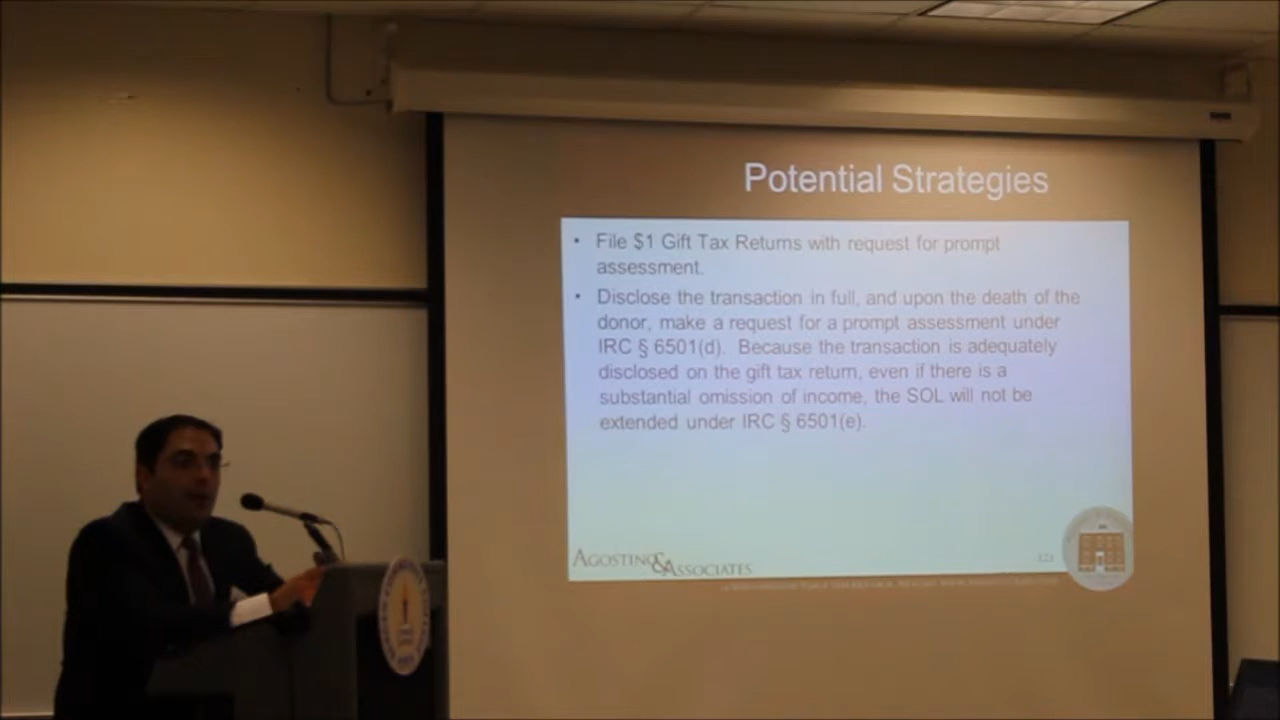 Potential Strategies
• File $1 Gift Tax Returns with request for prompt
assessment.
• Disclose the transaction in full, and upon the death of the
donor, make a request for a prompt assessment under
IRC § 6501(d). Because the transaction is adequately
disclosed on the gift tax return, even if there is a
substantial omission of income, the SOL will not be
extended under IRC § 6501(e).
AGOSTINO & ASSOCIATES